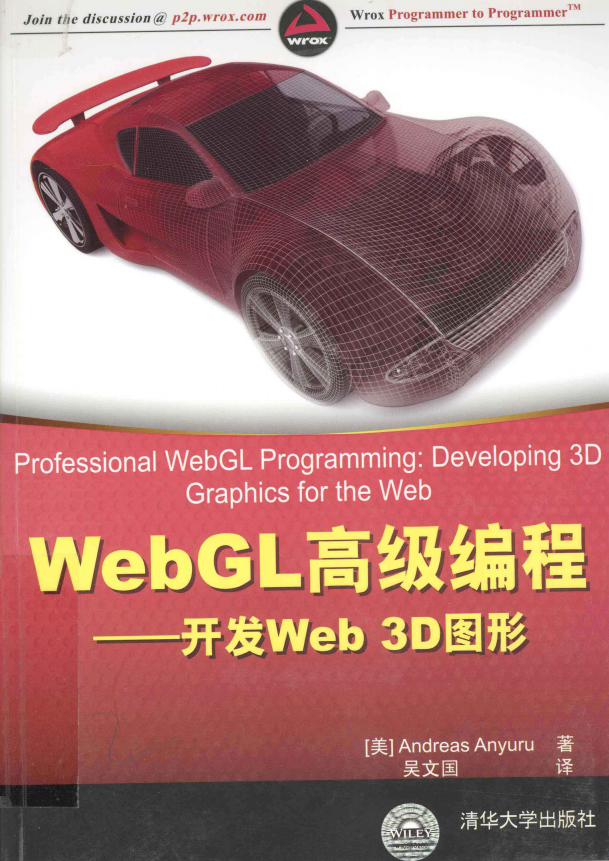 Join the discussion @ p2p.wrox.com
Wrox Programmer to Programmer™
wrox
Professional WebGL Programming: Developing 3D
Graphics for the Web
WebGL高级编程
——开发Web 3D图形
[美] Andreas Anyuru 著
吴文国 译
WILEY
清华大学出版社